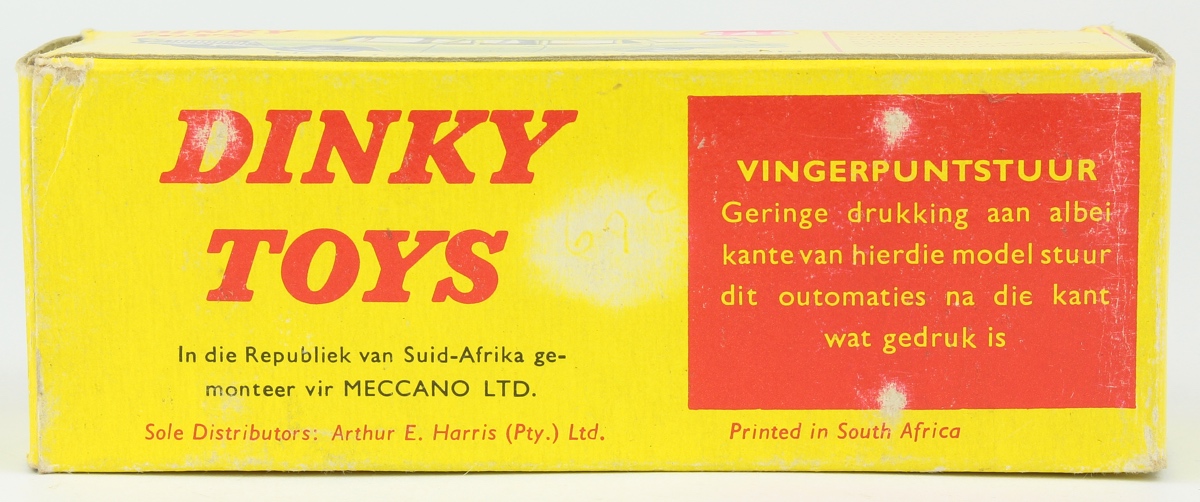 DINKY
TOYS
In die Republiek van Suid-Afrika ge-
monteer vir MECCANO LTD.
Sole Distributors: Arthur E. Harris (Pty.) Ltd.
VINGERPUNTSTUUR
Geringe drukking aan albei
kante van hierdie model stuur
dit outomaties na die kant
wat gedruk is
Printed in South Africa